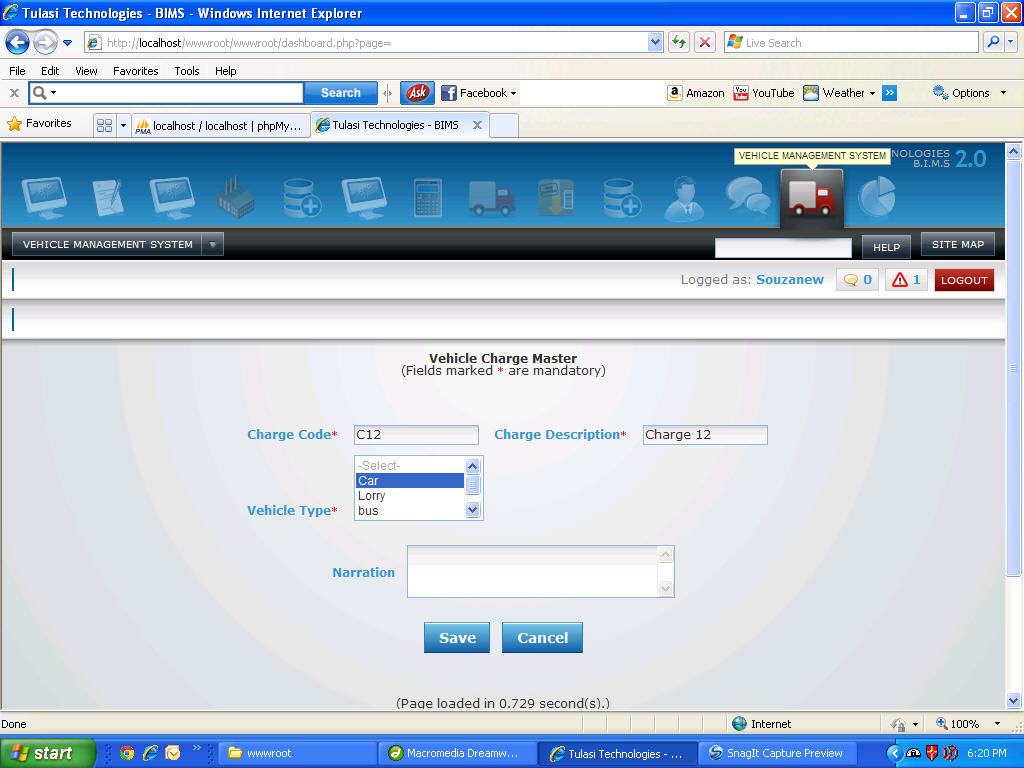 Tulasi Technologies - BIMS - Windows Internet Explorer
http://localhost/wwwroot/wwwroot/dashboard.php?page=
Live Search
File Edit View Favorites Tools Help
Search Ask Facebook Amazon YouTube Weather Options
Favorites PMA localhost / localhost | phpMy... Tulasi Technologies - BIMS
VEHICLE MANAGEMENT SYSTEM NOLOGIES
B.I.M.S 2.0
VEHICLE MANAGEMENT SYSTEM HELP SITE MAP
Logged as: Souzanew 0 1 LOGOUT
Vehicle Charge Master
(Fields marked * are mandatory)
Charge Code* C12 Charge Description* Charge 12
-Select-
Car
Lorry
Vehicle Type* bus
Narration
Save Cancel
(Page loaded in 0.729 second(s).)
Done Internet 100%
start wwwroot Macromedia Dreamw... Tulasi Technologies - ... SnagIt Capture Preview 6:20 PM